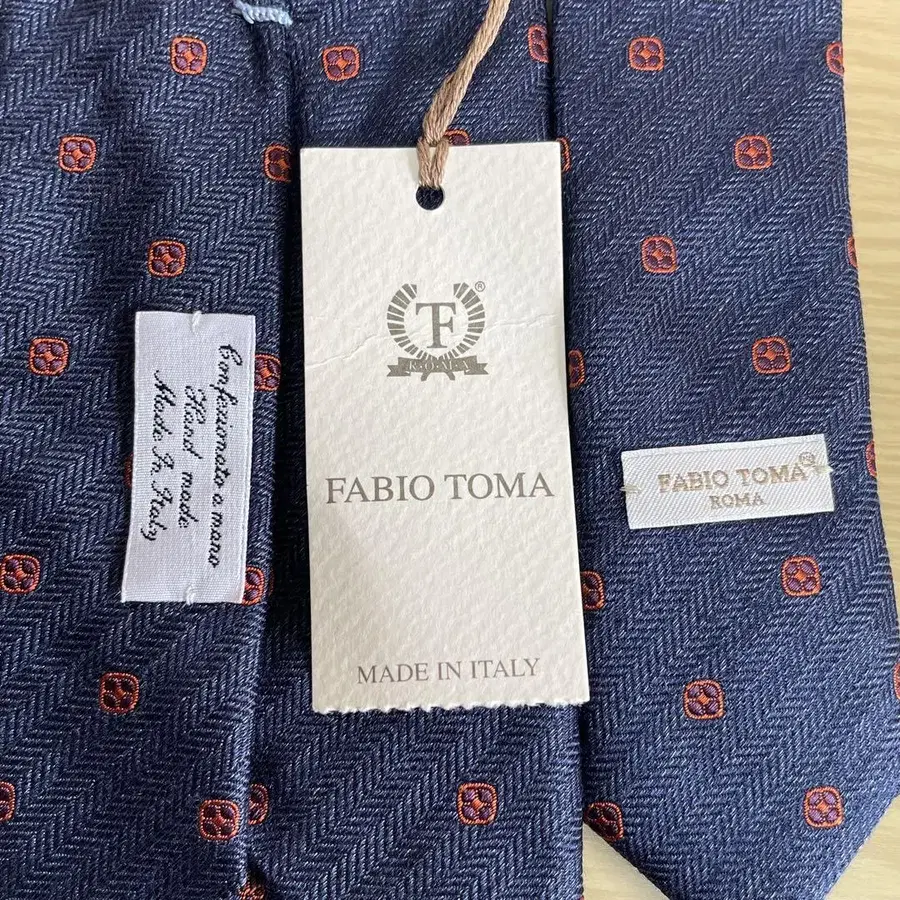 Confezionato a mano
Hand made
Made In Italy
TF
®
ROMA
FABIO TOMA
MADE IN ITALY
FABIO TOMA
ROMA